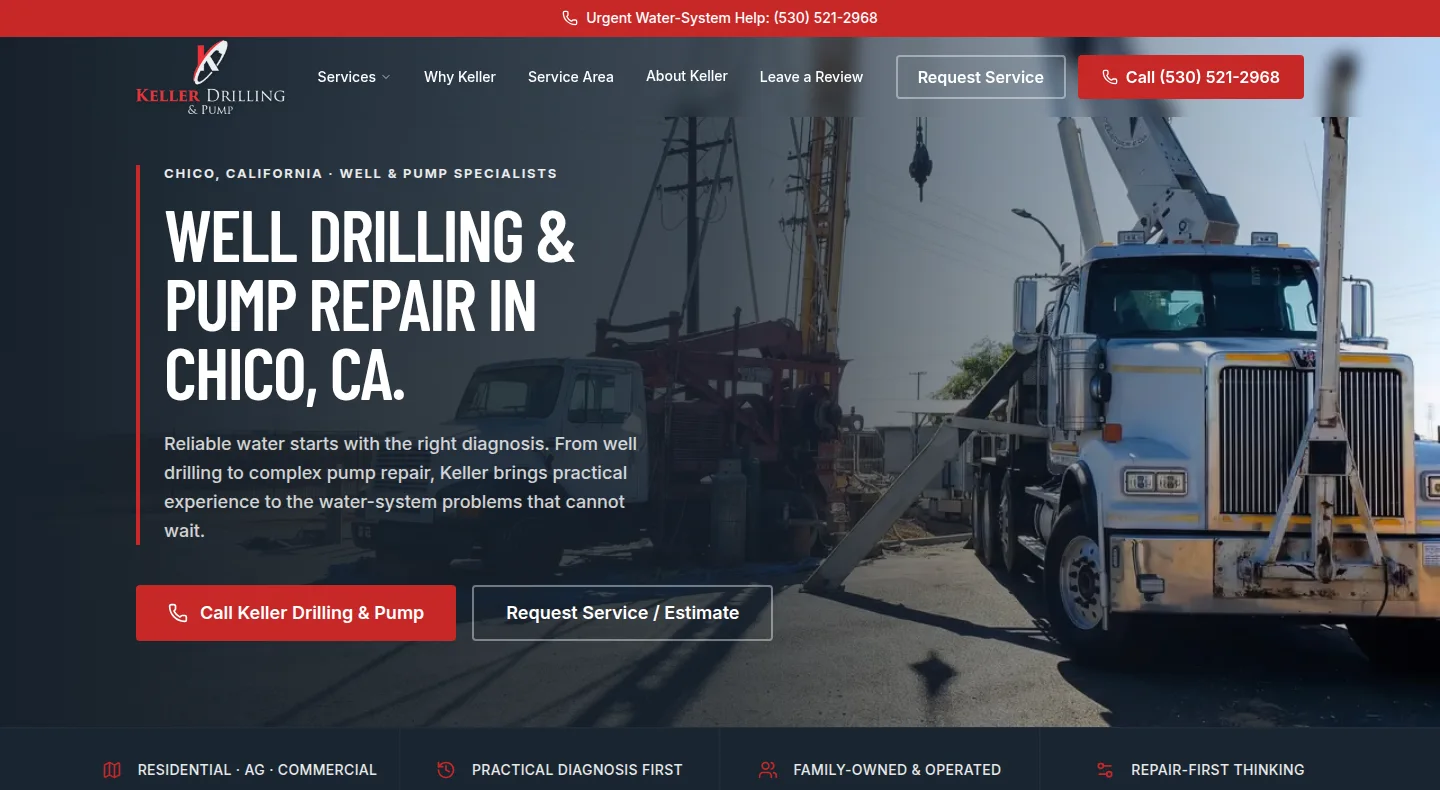 Urgent Water-System Help: (530) 521-2968
K
KELLER DRILLING
& PUMP
Services
Why Keller
Service Area
About Keller
Leave a Review
Request Service
Call (530) 521-2968
CHICO, CALIFORNIA · WELL & PUMP SPECIALISTS
WELL DRILLING &
PUMP REPAIR IN
CHICO, CA.
Reliable water starts with the right diagnosis. From well
drilling to complex pump repair, Keller brings practical
experience to the water-system problems that cannot
wait.
Call Keller Drilling & Pump
Request Service / Estimate
RESIDENTIAL · AG · COMMERCIAL
PRACTICAL DIAGNOSIS FIRST
FAMILY-OWNED & OPERATED
REPAIR-FIRST THINKING